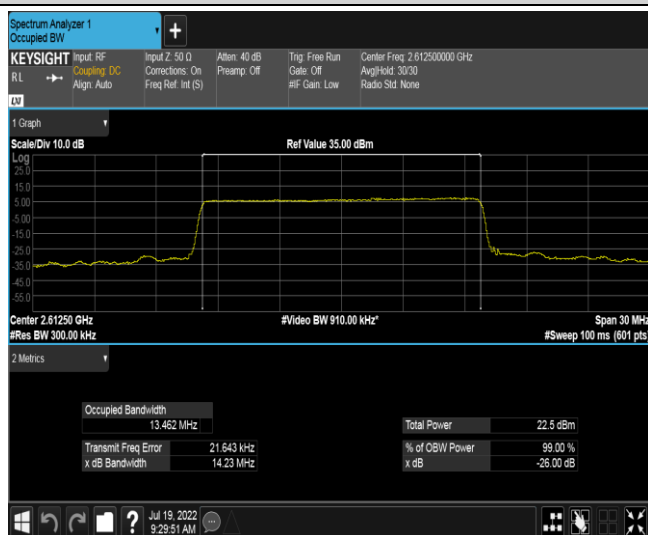 Spectrum Analyzer 1
Occupied BW
+
KEYSIGHT
RL
LXI
Input: RF
Coupling: DC
Align: Auto
Input Z: 50 Ω
Corrections: On
Freq Ref: Int (S)
Atten: 40 dB
Preamp: Off
Trig: Free Run
Gate: Off
#IF Gain: Low
Center Freq: 2.612500000 GHz
Avg|Hold: 30/30
Radio Std: None
1 Graph
Scale/Div 10.0 dB
Ref Value 35.00 dBm
Log
25.0
15.0
5.00
-5.00
-15.0
-25.0
-35.0
-45.0
-55.0
Center 2.61250 GHz
#Video BW 910.00 kHz*
Span 30 MHz
#Res BW 300.00 kHz
#Sweep 100 ms (601 pts)
2 Metrics
Occupied Bandwidth
13.462 MHz
Total Power 22.5 dBm
Transmit Freq Error 21.643 kHz
% of OBW Power 99.00 %
x dB Bandwidth 14.23 MHz
x dB -26.00 dB
?
Jul 19, 2022
9:29:51 AM